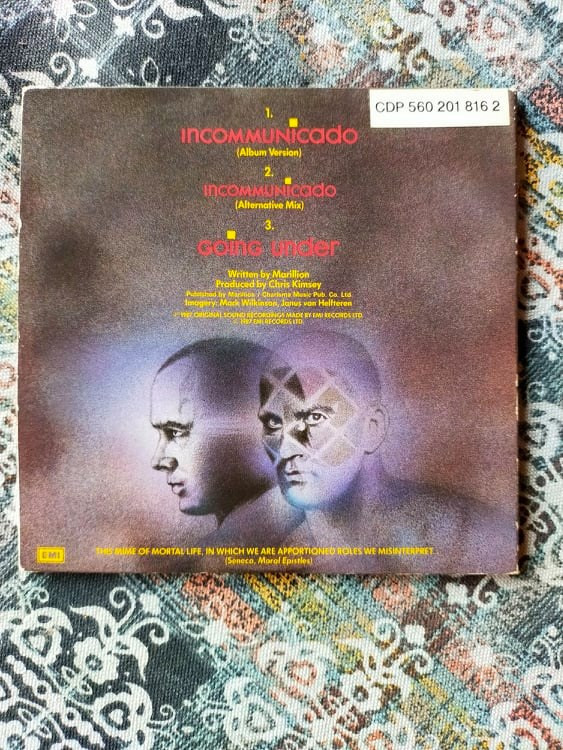 CDP 560 201 816 2
1.
INCOMMUNicado
(Album Version)
2.
INCOMMUNicado
(Alternative Mix)
3.
GOiNG UNDER
Written by Marillion
Produced by Chris Kimsey
Published by Marillion / Charisma Music Pub. Co. Ltd
Imagery: Mark Wilkinson, Janus van Helfteren
℗ 1987 ORIGINAL SOUND RECORDINGS MADE BY EMI RECORDS LTD.
© 1987 EMI RECORDS LTD.
EMI
THIS MIME OF MORTAL LIFE, IN WHICH WE ARE APPORTIONED ROLES WE MISINTERPRET...
(Seneca, Moral Epistles)